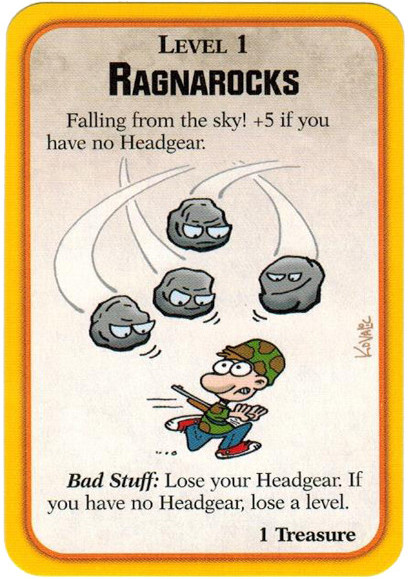 LEVEL 1
RAGNAROCKS
Falling from the sky! +5 if you
have no Headgear.
KOVALIC
Bad Stuff: Lose your Headgear. If
you have no Headgear, lose a level.
1 Treasure